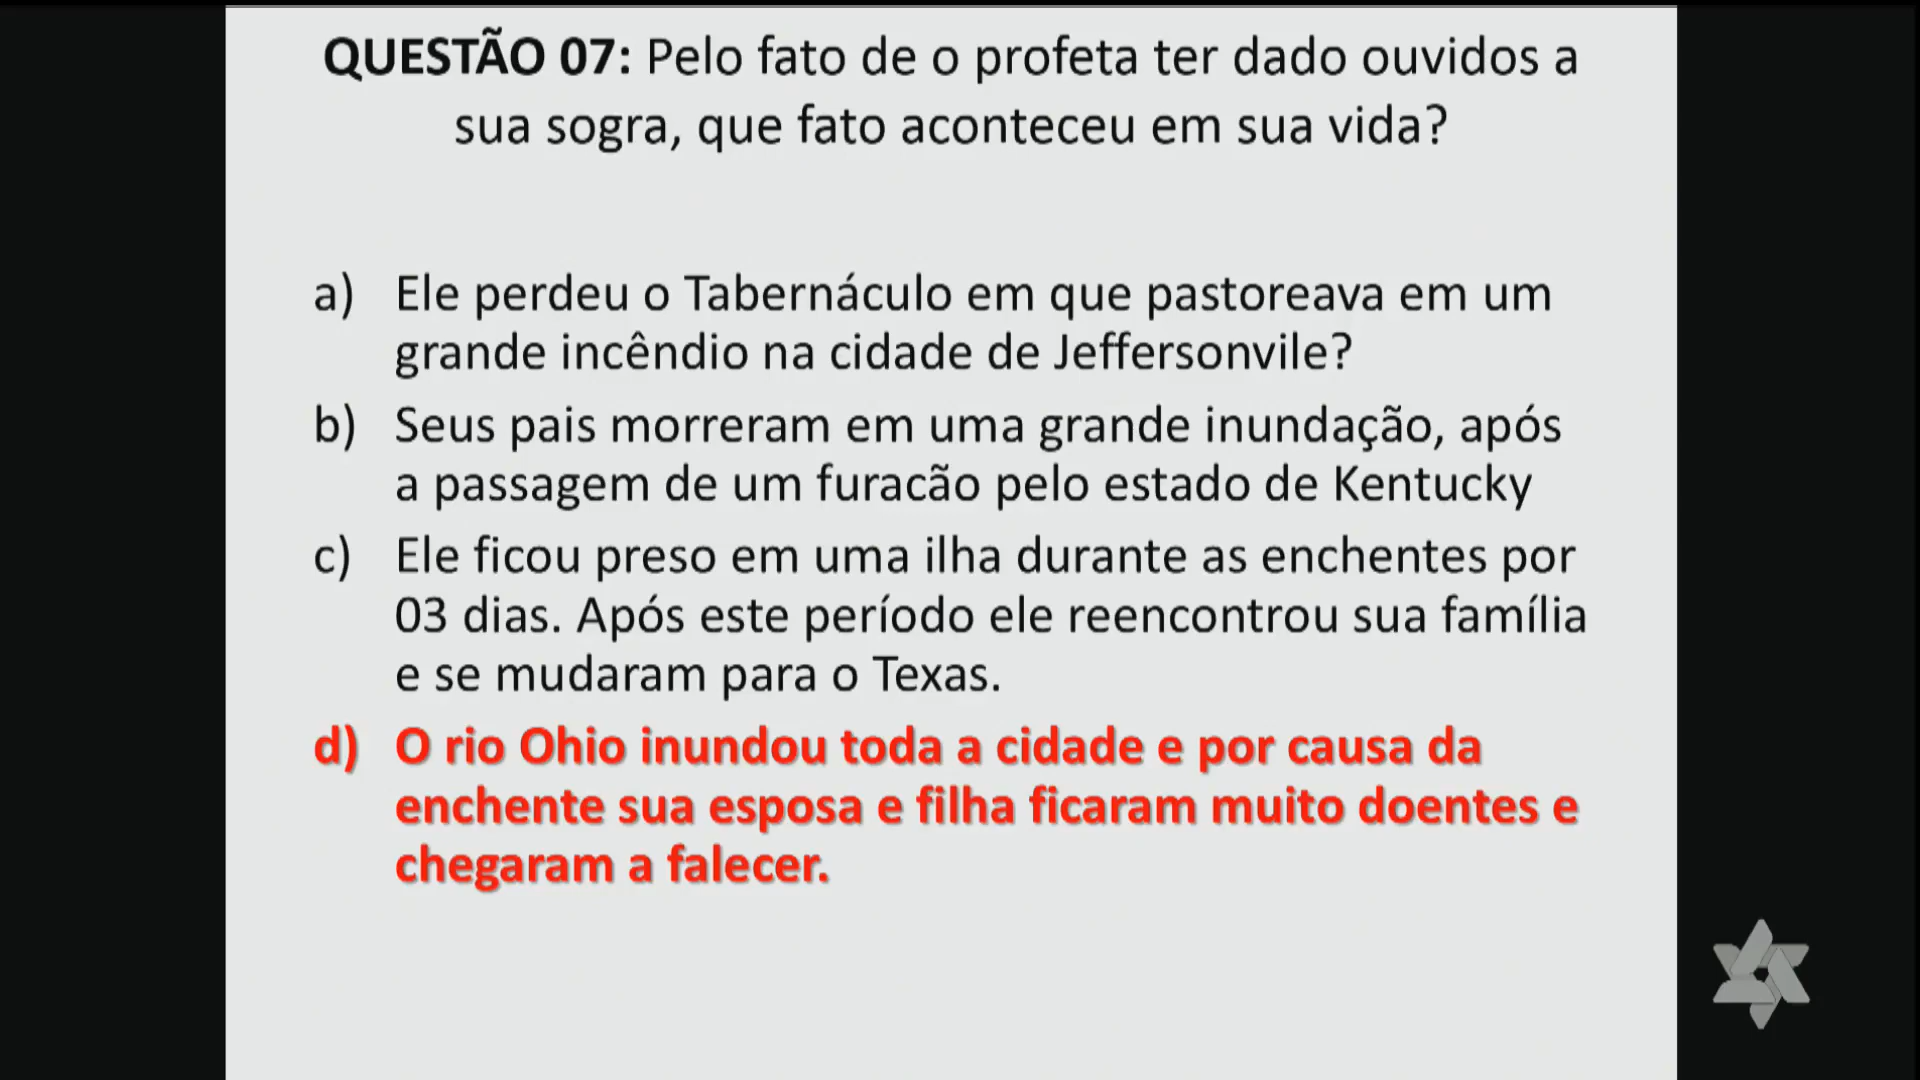 QUESTÃO 07: Pelo fato de o profeta ter dado ouvidos a
sua sogra, que fato aconteceu em sua vida?
a) Ele perdeu o Tabernáculo em que pastoreava em um
grande incêndio na cidade de Jeffersonvile?
b) Seus pais morreram em uma grande inundação, após
a passagem de um furacão pelo estado de Kentucky
c) Ele ficou preso em uma ilha durante as enchentes por
03 dias. Após este período ele reencontrou sua família
e se mudaram para o Texas.
d) O rio Ohio inundou toda a cidade e por causa da
enchente sua esposa e filha ficaram muito doentes e
chegaram a falecer.